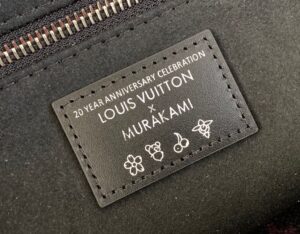 20 YEAR ANNIVERSARY CELEBRATION
LOUIS VUITTON
X
MURAKAMI